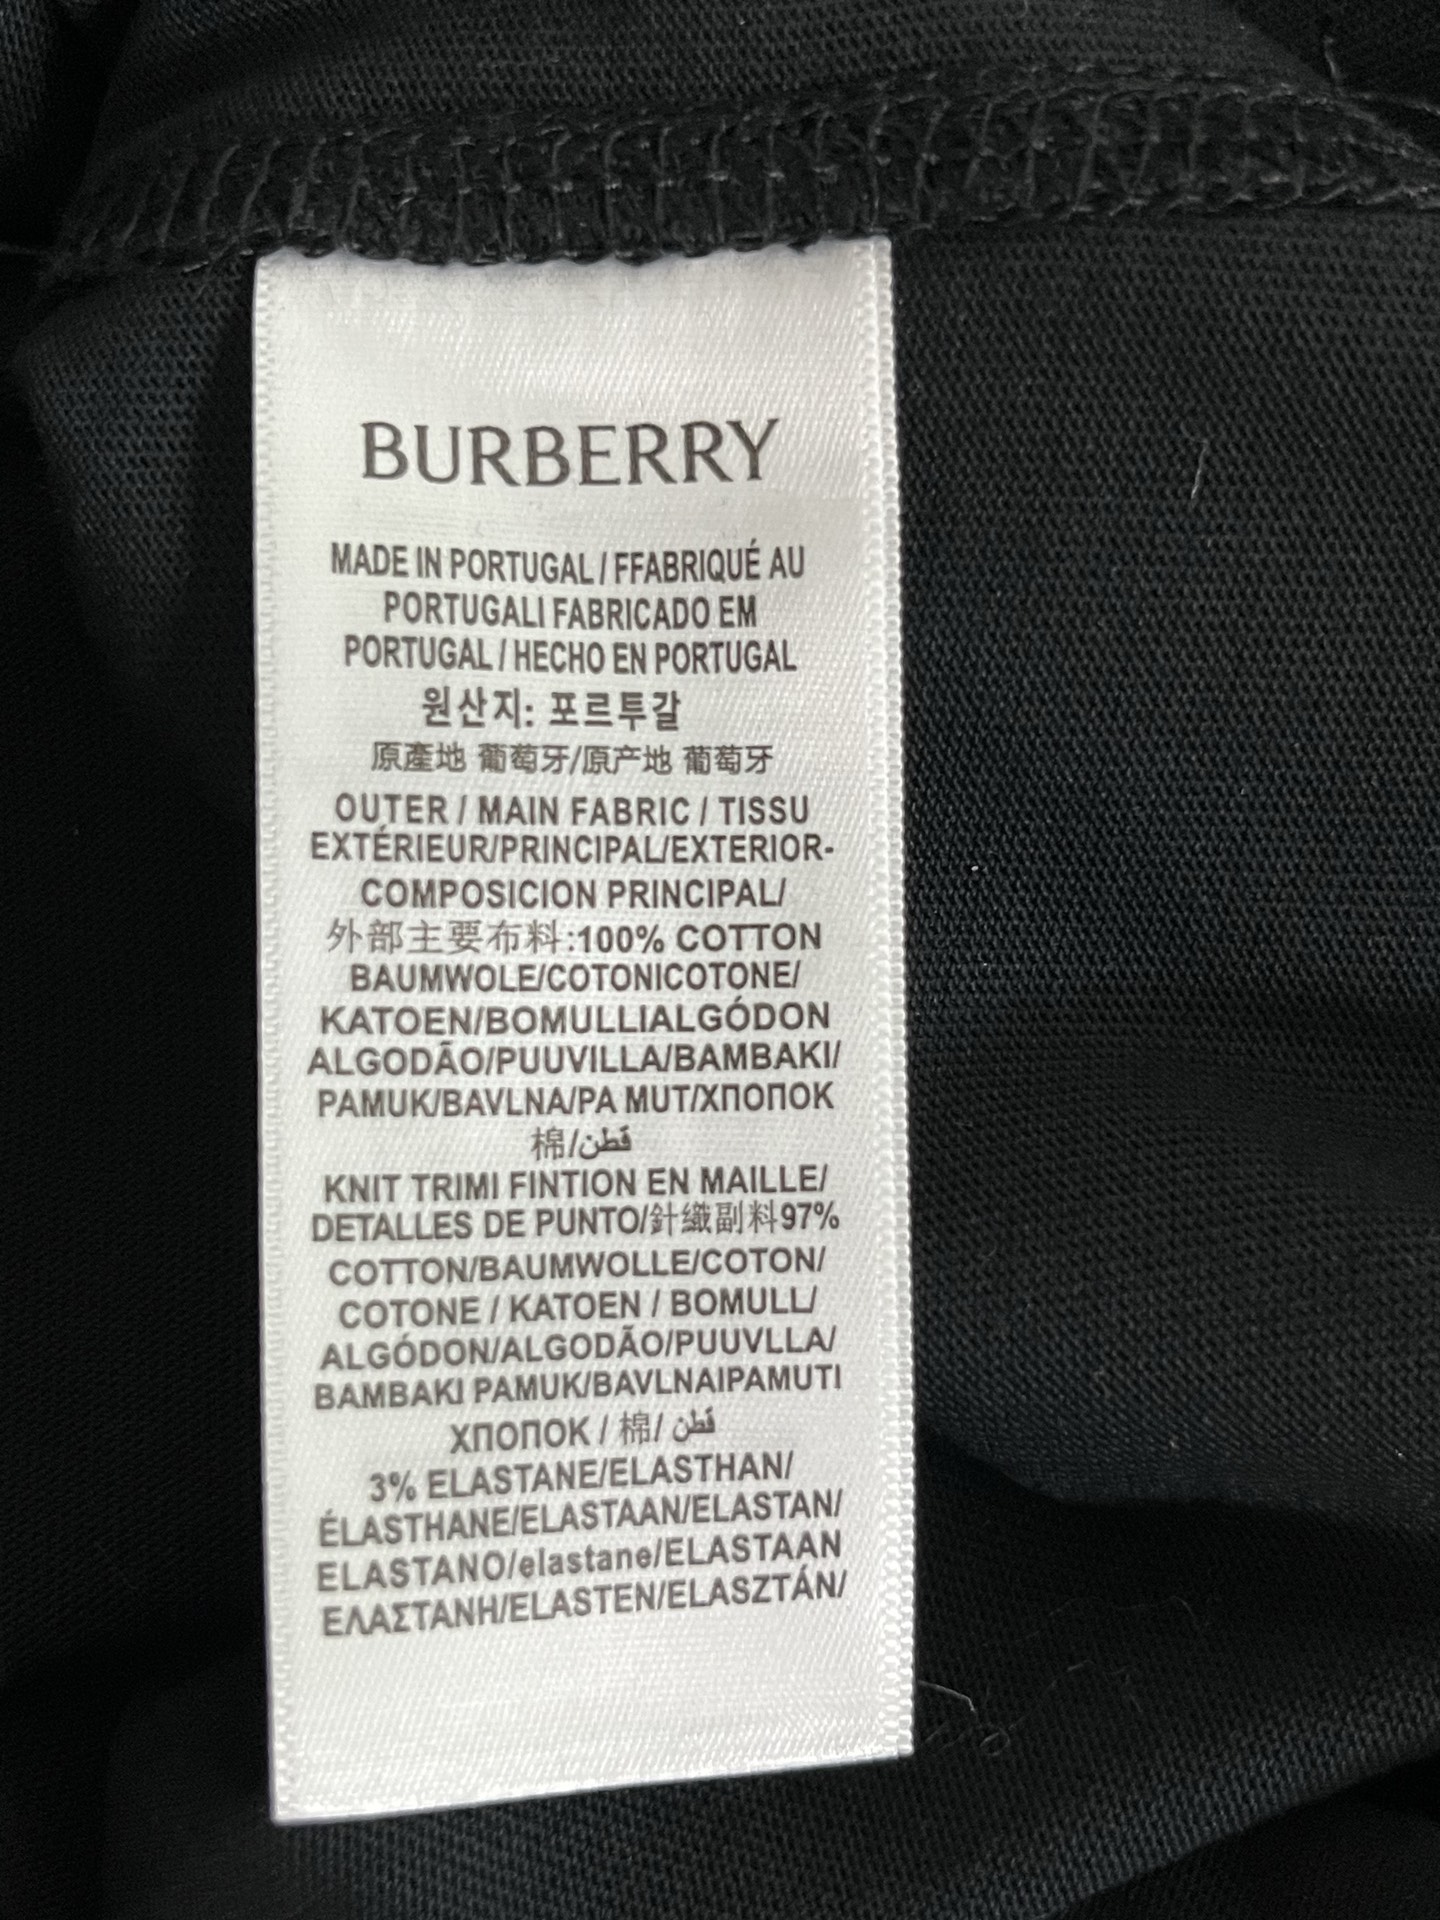 BURBERRY
MADE IN PORTUGAL / FFABRIQUÉ AU
PORTUGALI FABRICADO EM
PORTUGAL / HECHO EN PORTUGAL
원산지: 포르투갈
原產地 葡萄牙/原产地 葡萄牙
OUTER / MAIN FABRIC / TISSU
EXTÉRIEUR/PRINCIPAL/EXTERIOR-
COMPOSICION PRINCIPAL/
外部主要布料:100% COTTON
BAUMWOLE/COTONICOTONE/
KATOEN/BOMULLIALGÓDON
ALGODÃO/PUUVILLA/BAMBAKI/
PAMUK/BAVLNA/PA MUT/ХПОПОК
棉/قطن
KNIT TRIMI FINTION EN MAILLE/
DETALLES DE PUNTO/針織副料97%
COTTON/BAUMWOLLE/COTON/
COTONE / KATOEN / BOMULL/
ALGÓDON/ALGODÃO/PUUVLLA/
BAMBAKI PAMUK/BAVLNAIPAMUTI
ХПОПОК / 棉/ قطن
3% ELASTANE/ELASTHAN/
ÉLASTHANE/ELASTAAN/ELASTAN/
ELASTANO/elastane/ELASTAAN
ΕΛΑΣΤΑΝΗ/ELASTEN/ELASZTÁN/